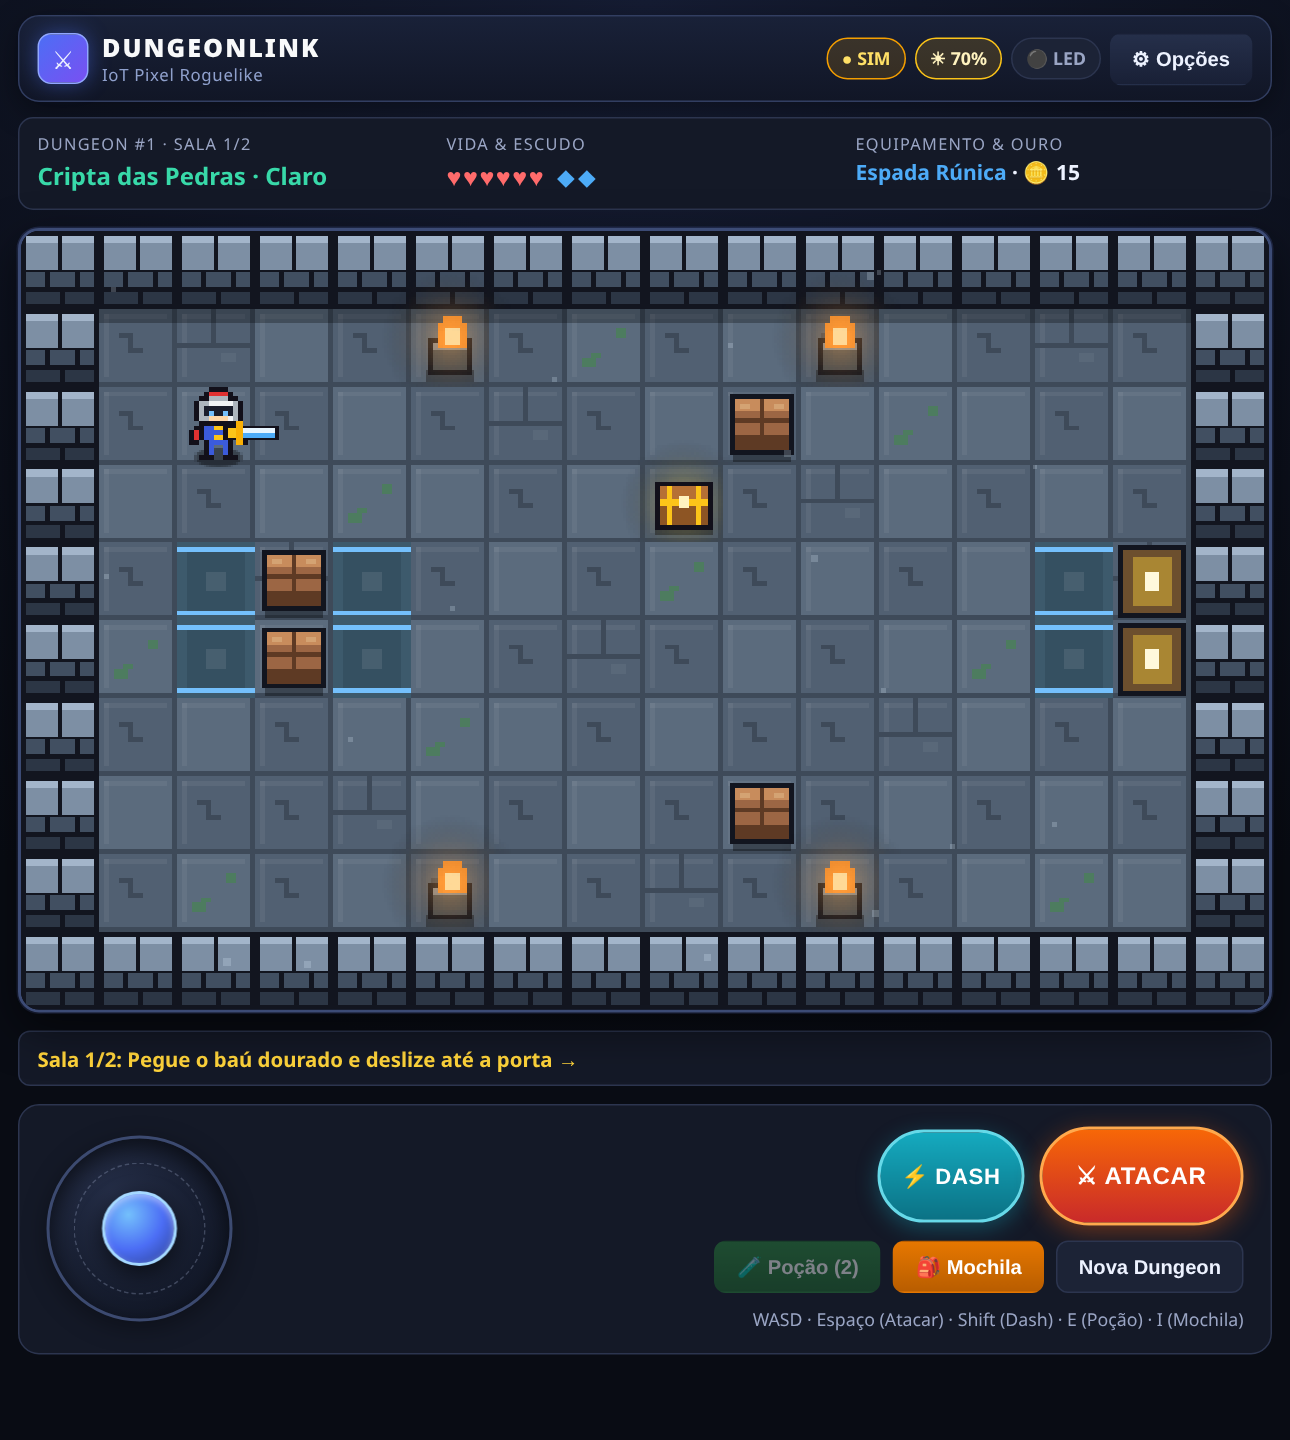 DUNGEONLINK
IoT Pixel Roguelike
● SIM
☀ 70%
LED
⚙ Opções
DUNGEON #1 · SALA 1/2
Cripta das Pedras · Claro
VIDA & ESCUDO
♥♥♥♥♥♥ ◆◆
EQUIPAMENTO & OURO
Espada Rúnica · 🪙 15
Sala 1/2: Pegue o baú dourado e deslize até a porta →
⚡ DASH
⚔ ATACAR
🧪 Poção (2)
🎒 Mochila
Nova Dungeon
WASD · Espaço (Atacar) · Shift (Dash) · E (Poção) · I (Mochila)